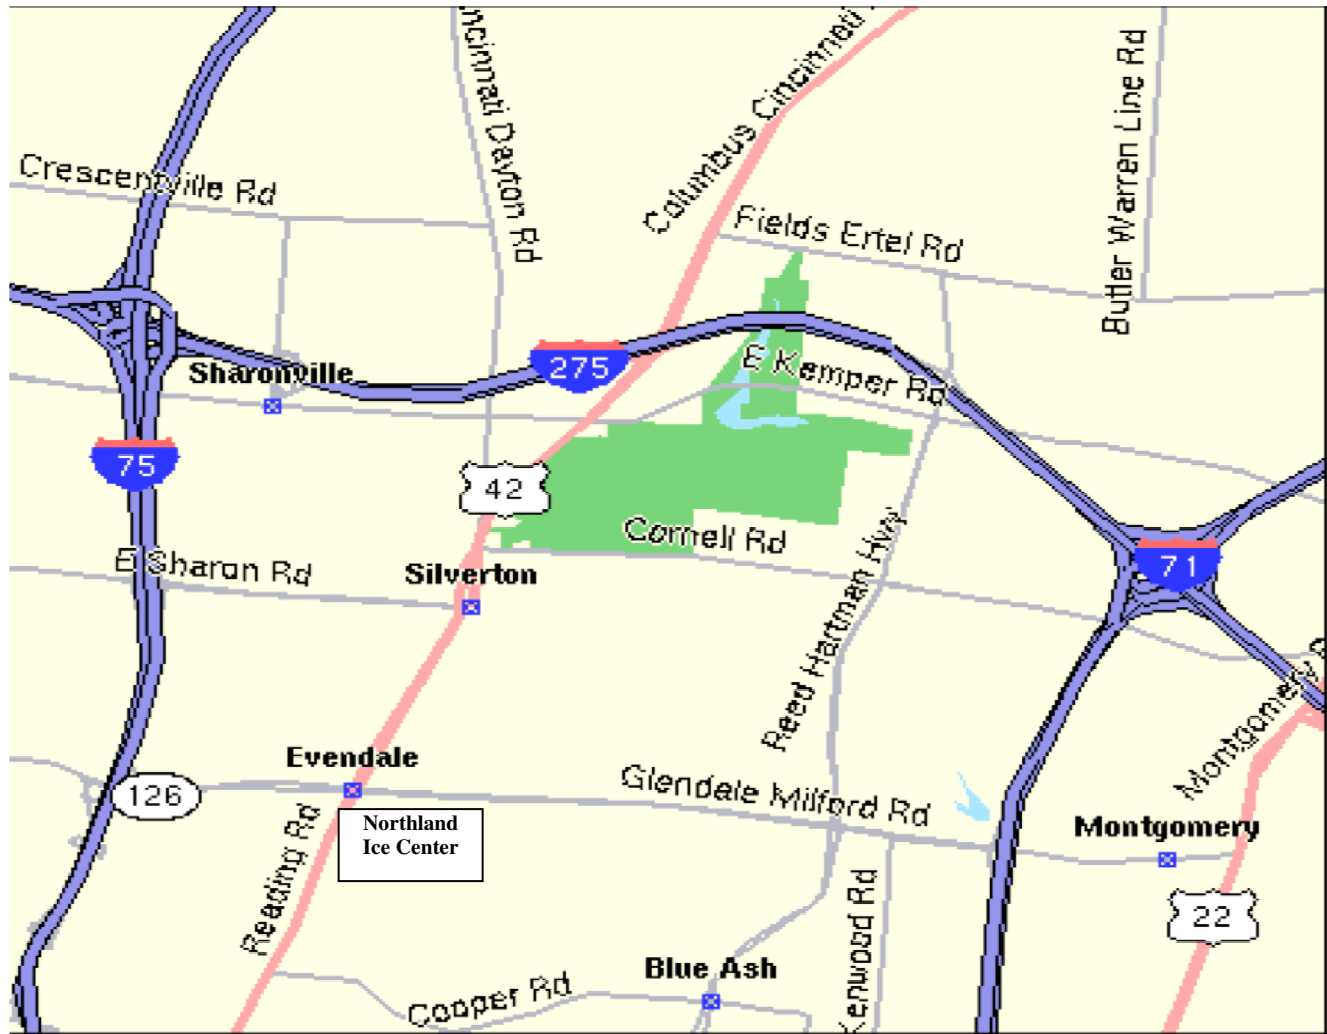 ncinnati Dayton Rd
Columbus Cincinnati
Butler Warren Line Rd
Crescentville Rd
Fields Ertel Rd
275
E Kemper Rd
Sharonville
75
42
Cornell Rd
E Sharon Rd
Silverton
71
Reed Hartman Hwy
Montgomery R
Evendale
126
Glendale Milford Rd
Northland
Ice Center
Reading Rd
Montgomery
22
Kenwood Rd
Blue Ash
Cooper Rd